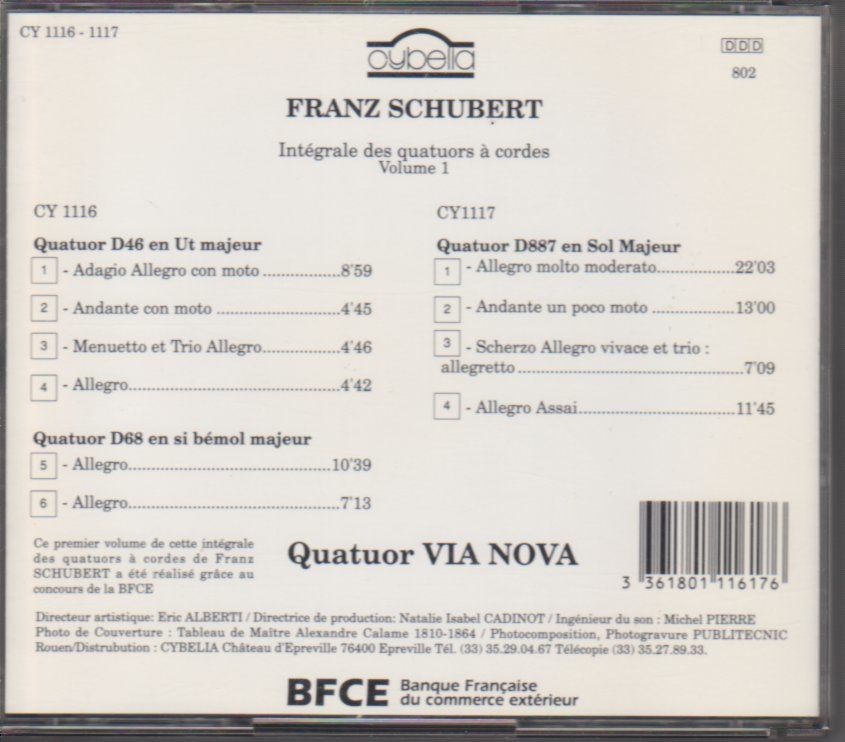 CY 1116 - 1117
cybelia
DDD
802
FRANZ SCHUBERT
Intégrale des quatuors à cordes
Volume 1
CY 1116
Quatuor D46 en Ut majeur
1 - Adagio Allegro con moto ...............8'59
2 - Andante con moto ........................4'45
3 - Menuetto et Trio Allegro...............4'46
4 - Allegro.........................................4'42
Quatuor D68 en si bémol majeur
5 - Allegro.......................................10'39
6 - Allegro.........................................7'13
CY1117
Quatuor D887 en Sol Majeur
1 - Allegro molto moderato...............22'03
2 - Andante un poco moto ................13'00
3 - Scherzo Allegro vivace et trio :
allegretto ...........................................7'09
4 - Allegro Assai..............................11'45
Ce premier volume de cette intégrale
des quatuors à cordes de Franz
SCHUBERT a été réalisé grâce au
concours de la BFCE
Quatuor VIA NOVA
3 361801 116176
Directeur artistique: Eric ALBERTI / Directrice de production: Natalie Isabel CADINOT / Ingénieur du son : Michel PIERRE
Photo de Couverture : Tableau de Maître Alexandre Calame 1810-1864 / Photocomposition, Photogravure PUBLITECNIC
Rouen/Distrubution : CYBELIA Château d'Epreville 76400 Epreville Tél. (33) 35.29.04.67 Télécopie (33) 35.27.89.33.
BFCE Banque Française
du commerce extérieur